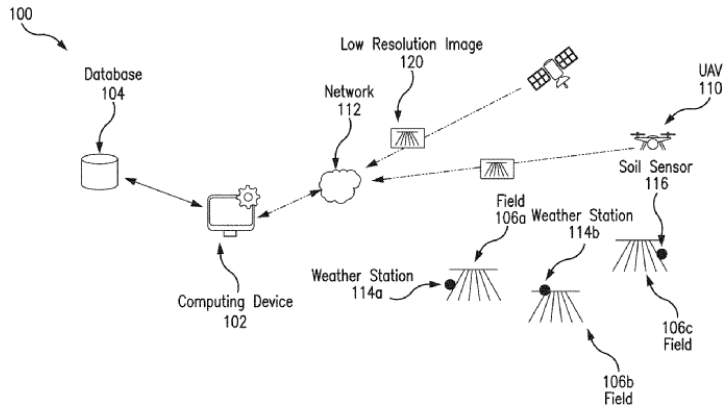 100
Database
104
Low Resolution Image
120
Network
112
UAV
110
Soil Sensor
116
Field
106a
Weather Station
114b
Weather Station
114a
Computing Device
102
106c
Field
106b
Field